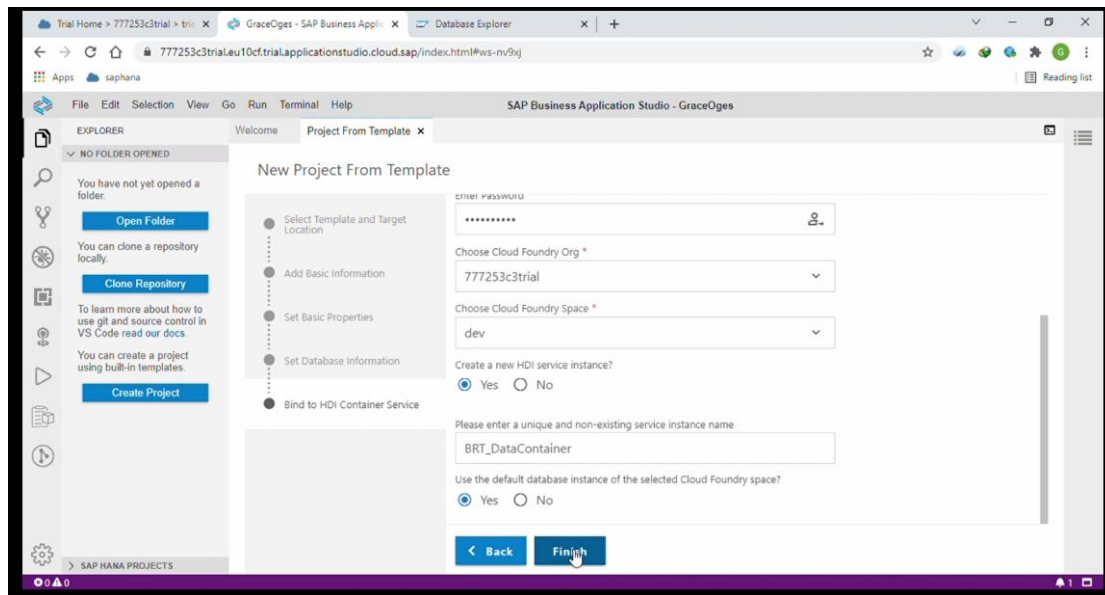 Trial Home > 777253c3trial > tria
GraceOges - SAP Business Applic
Database Explorer
777253c3trial.eu10cf.trial.applicationstudio.cloud.sap/index.html#ws-nv9xj
G
Apps
saphana
Reading list
File Edit Selection View Go Run Terminal Help
SAP Business Application Studio - GraceOges
EXPLORER
Welcome
Project From Template
NO FOLDER OPENED
You have not yet opened a
folder.
Open Folder
You can clone a repository
locally.
Clone Repository
To learn more about how to
use git and source control in
VS Code read our docs.
You can create a project
using built-in templates.
Create Project
SAP HANA PROJECTS
New Project From Template
Select Template and Target
Location
Add Basic Information
Set Basic Properties
Set Database Information
Bind to HDI Container Service
Enter Password
Choose Cloud Foundry Org *
777253c3trial
Choose Cloud Foundry Space *
dev
Create a new HDI service instance?
Yes No
Please enter a unique and non-existing service instance name
BRT_DataContainer
Use the default database instance of the selected Cloud Foundry space?
Yes No
Back
Finish
0 0
1